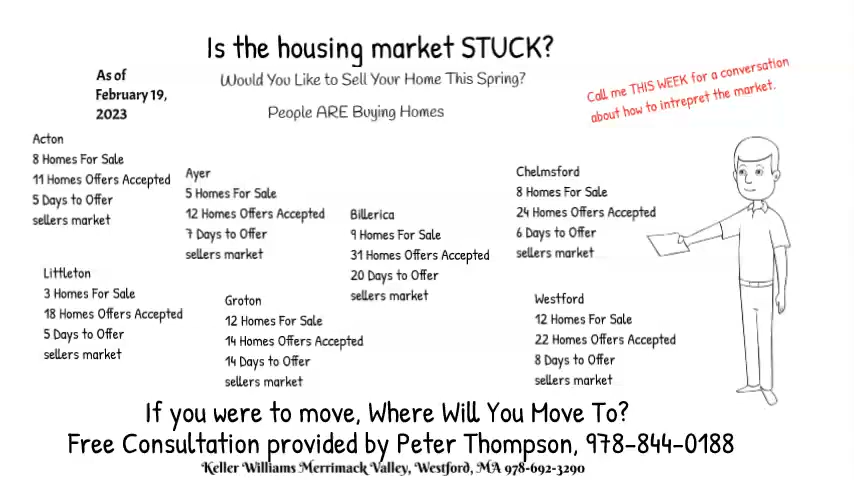 Is the housing market STUCK?
Would You Like to Sell Your Home This Spring?
People ARE Buying Homes
As of
February 19,
2023
Call me THIS WEEK for a conversation
about how to intrepret the market.
Acton
8 Homes For Sale
11 Homes Offers Accepted
5 Days to Offer
sellers market
Ayer
5 Homes For Sale
12 Homes Offers Accepted
7 Days to Offer
sellers market
Billerica
9 Homes For Sale
31 Homes Offers Accepted
20 Days to Offer
sellers market
Chelmsford
8 Homes For Sale
24 Homes Offers Accepted
6 Days to Offer
sellers market
Littleton
3 Homes For Sale
18 Homes Offers Accepted
5 Days to Offer
sellers market
Groton
12 Homes For Sale
14 Homes Offers Accepted
14 Days to Offer
sellers market
Westford
12 Homes For Sale
22 Homes Offers Accepted
8 Days to Offer
sellers market
If you were to move, Where Will You Move To?
Free Consultation provided by Peter Thompson, 978-844-0188
Keller Williams Merrimack Valley, Westford, MA 978-692-3290